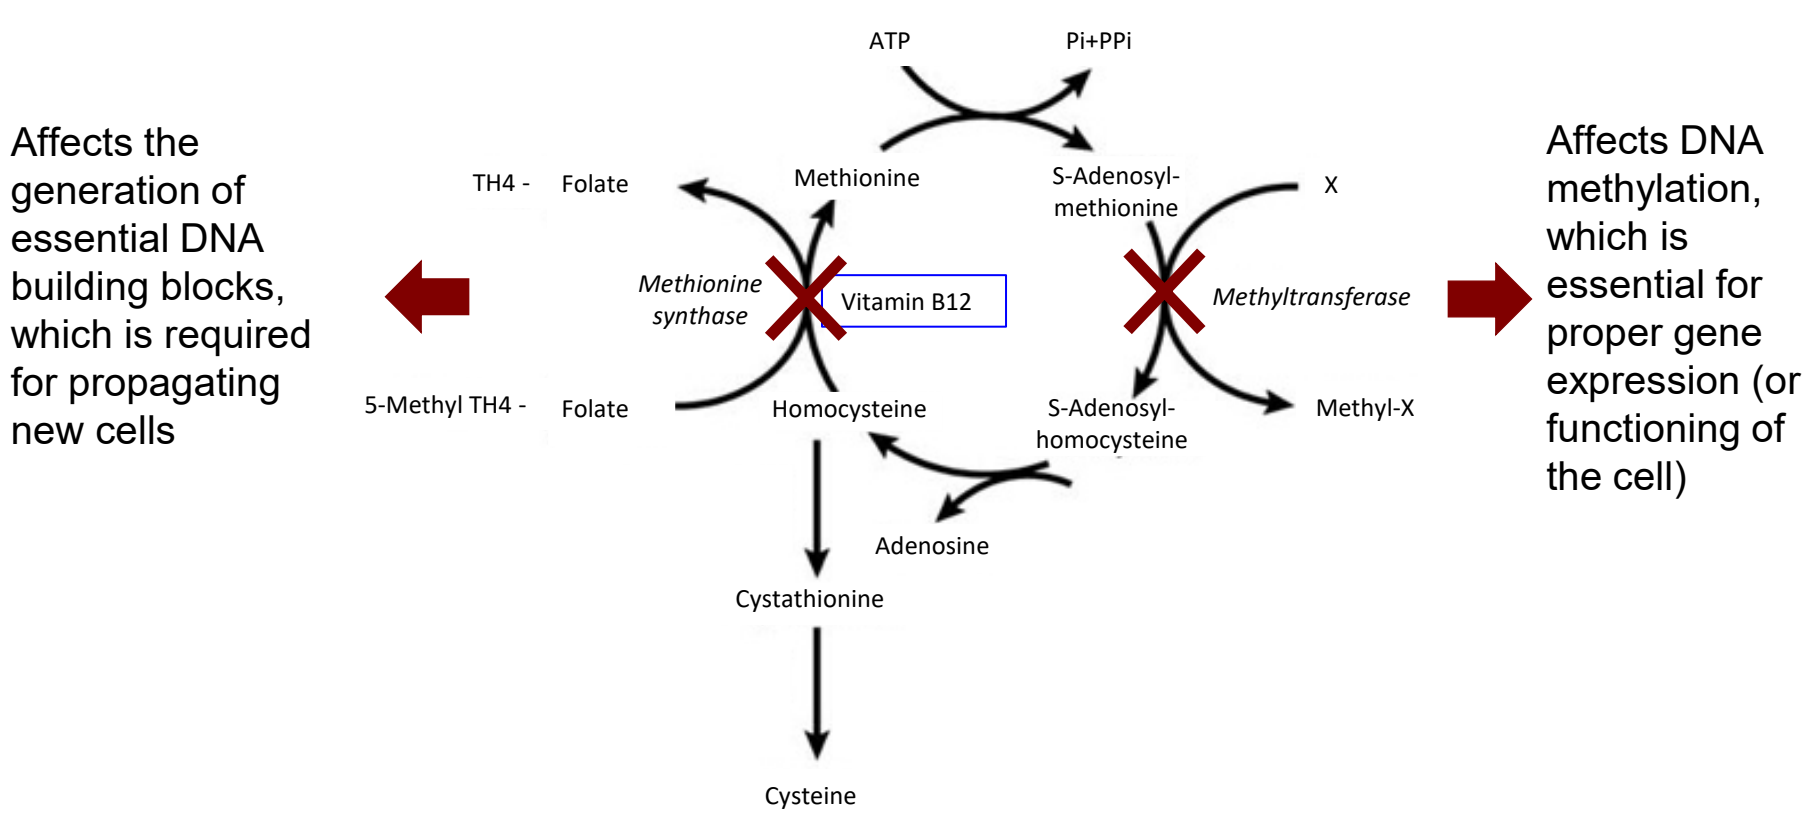 Affects the
generation of
essential DNA
building blocks,
which is required
for propagating
new cells
ATP
Pi+PPi
TH4 - Folate
Methionine
S-Adenosyl-
methionine
X
Methionine
synthase
Vitamin B12
Methyltransferase
5-Methyl TH4 - Folate
Homocysteine
S-Adenosyl-
homocysteine
Methyl-X
Adenosine
Cystathionine
Cysteine
Affects DNA
methylation,
which is
essential for
proper gene
expression (or
functioning of
the cell)